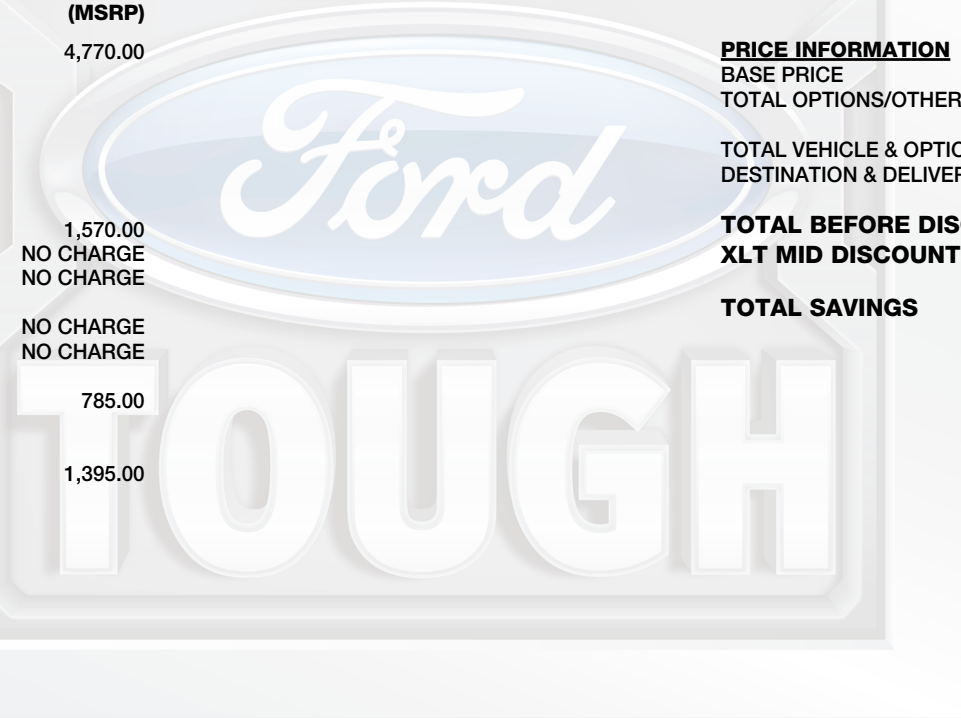 (MSRP)
4,770.00
1,570.00
NO CHARGE
NO CHARGE
NO CHARGE
NO CHARGE
785.00
1,395.00
PRICE INFORMATION
BASE PRICE
TOTAL OPTIONS/OTHER
TOTAL VEHICLE & OPTIO
DESTINATION & DELIVER
TOTAL BEFORE DIS
XLT MID DISCOUNT
TOTAL SAVINGS
Ford
TOUGH